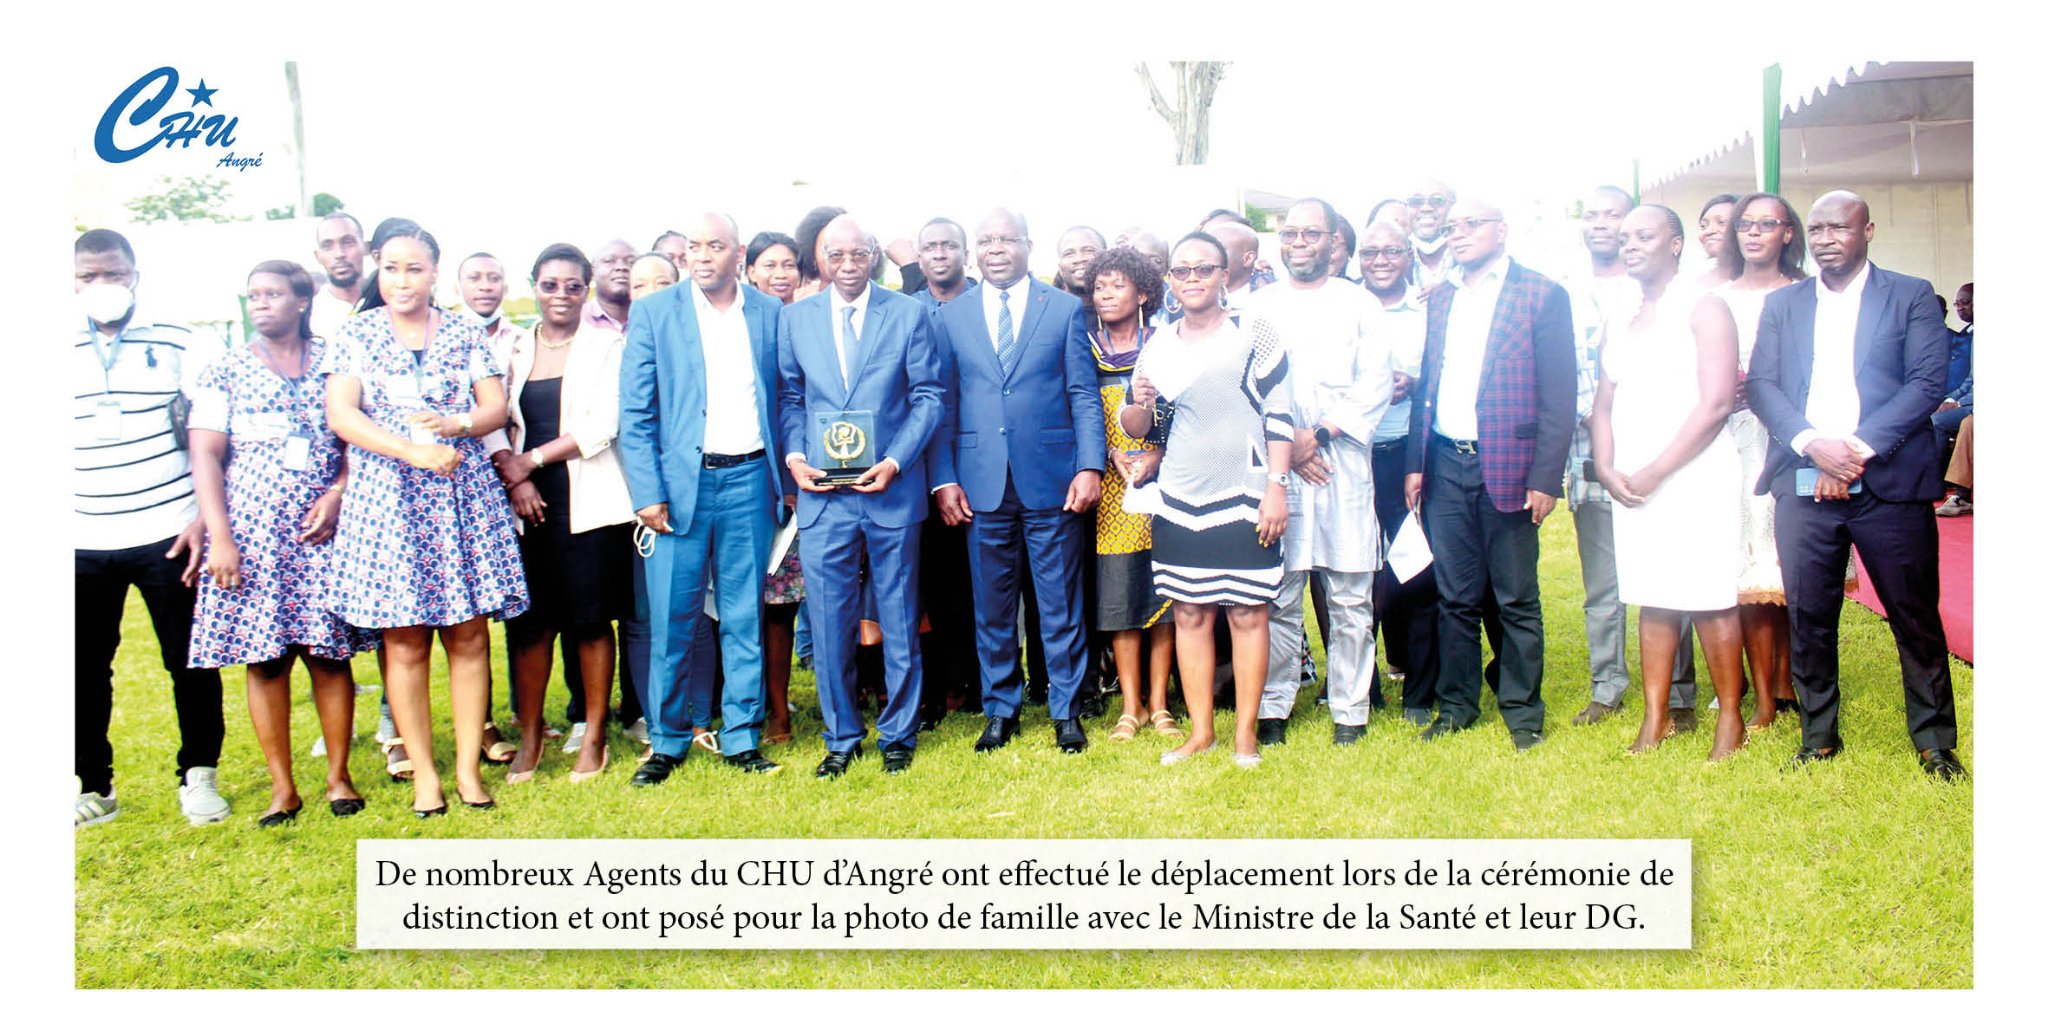 CHU
Angré
De nombreux Agents du CHU d’Angré ont effectué le déplacement lors de la cérémonie de
distinction et ont posé pour la photo de famille avec le Ministre de la Santé et leur DG.